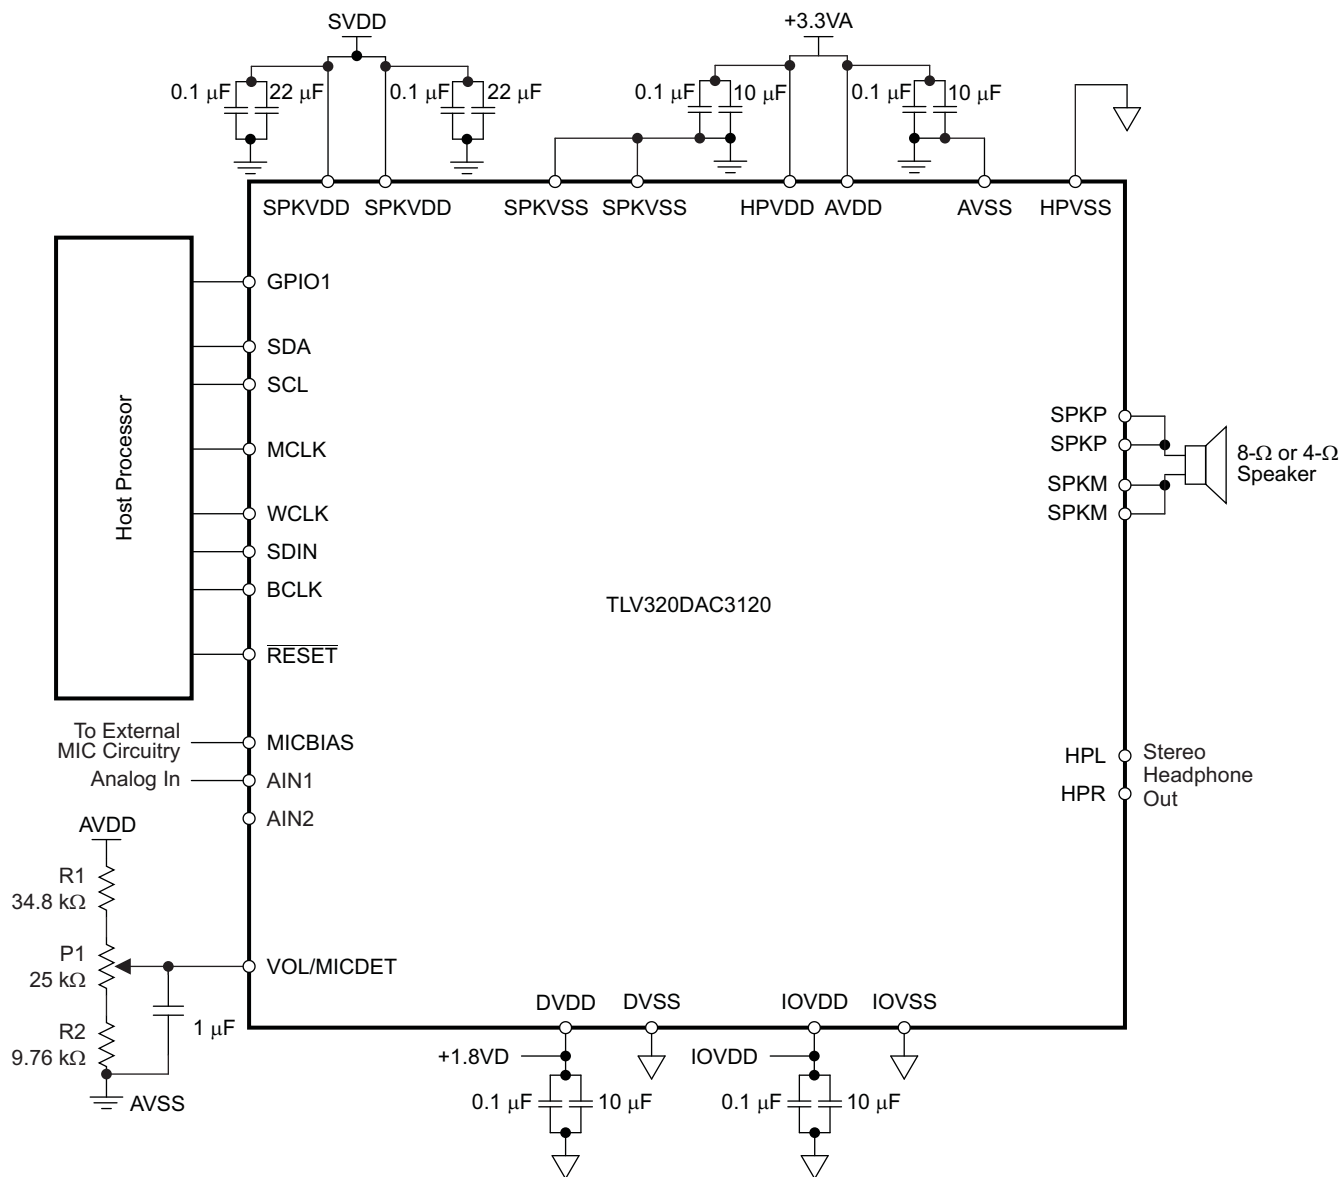 SVDD
+3.3VA
0.1 μF
22 μF
0.1 μF
22 μF
0.1 μF
10 μF
0.1 μF
10 μF
SPKVDD
SPKVDD
SPKVSS
SPKVSS
HPVDD
AVDD
AVSS
HPVSS
Host Processor
GPIO1
SDA
SCL
MCLK
WCLK
SDIN
BCLK
RESET
SPKP
SPKP
SPKM
SPKM
8-Ω or 4-Ω
Speaker
TLV320DAC3120
To External
MIC Circuitry
MICBIAS
Analog In
AIN1
AIN2
HPL
HPR
Stereo
Headphone
Out
AVDD
R1
34.8 kΩ
P1
25 kΩ
R2
9.76 kΩ
AVSS
1 μF
VOL/MICDET
DVDD
DVSS
IOVDD
IOVSS
+1.8VD
IOVDD
0.1 μF
10 μF
0.1 μF
10 μF